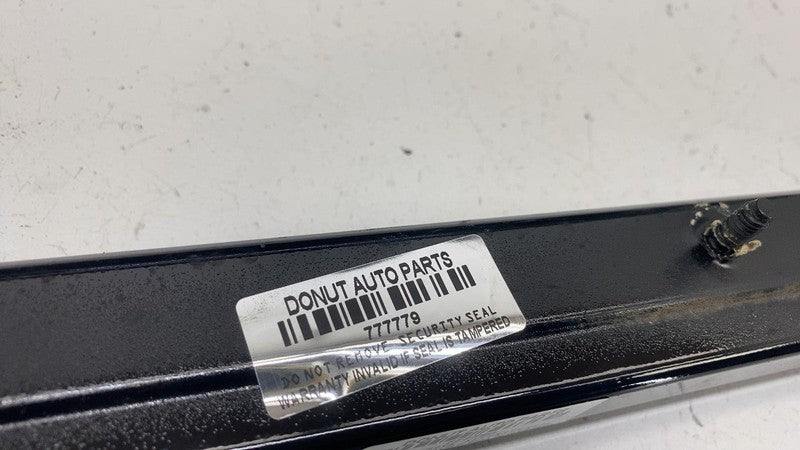 DONUT AUTO PARTS
777779
DO NOT REMOVE SECURITY SEAL
WARRANTY INVALID IF SEAL IS TAMPERED